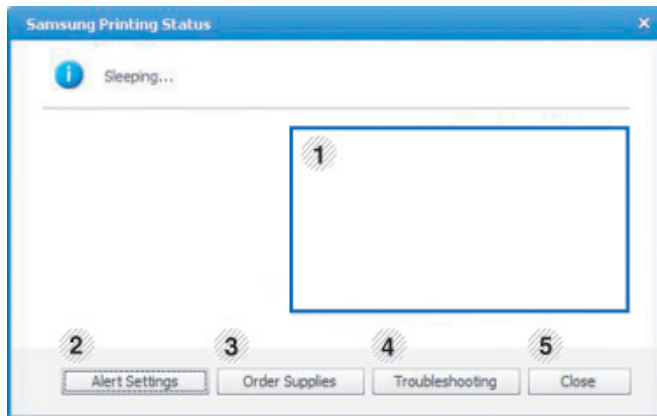 Samsung Printing Status
Sleeping...
1
2 3 4 5
Alert Settings Order Supplies Troubleshooting Close